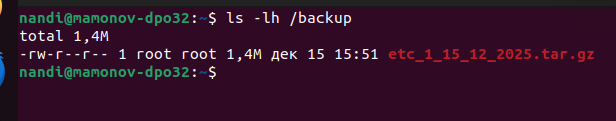 nandi@mamonov-dpo32:~$ ls -lh /backup
total 1,4M
-rw-r--r-- 1 root root 1,4M дек 15 15:51 etc_1_15_12_2025.tar.gz
nandi@mamonov-dpo32:~$